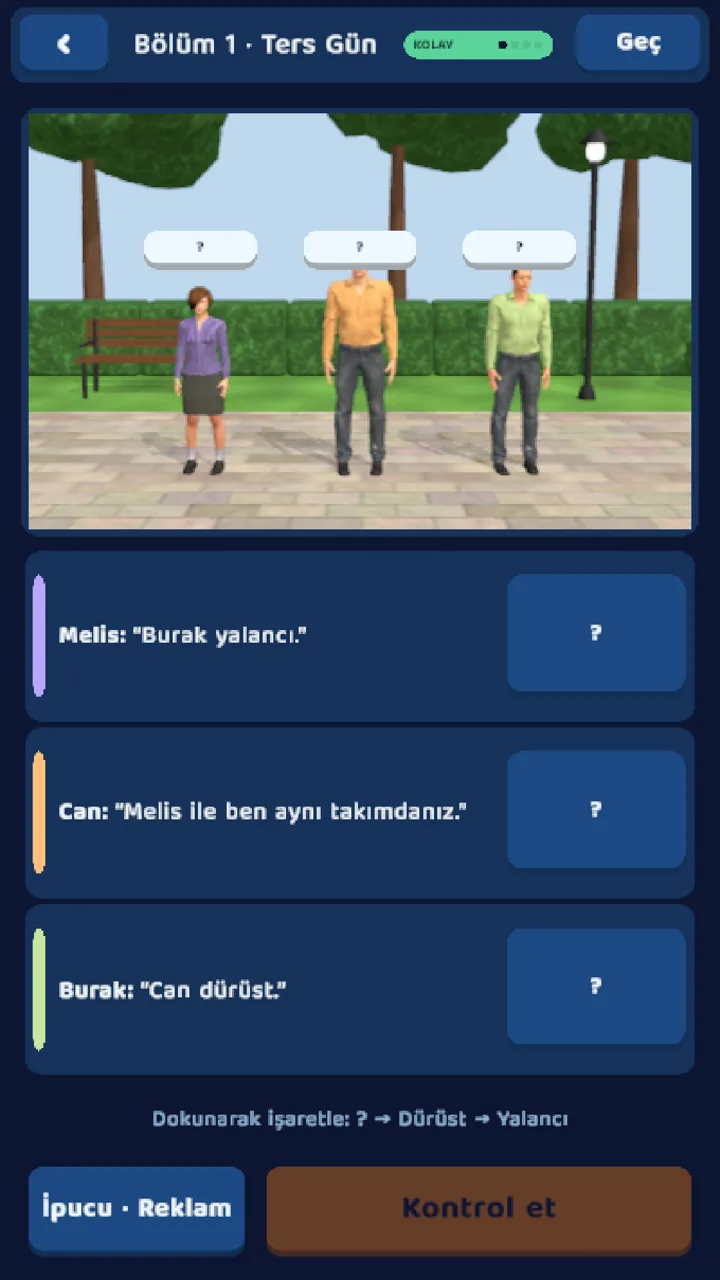 Bölüm 1 · Ters Gün
KOLAY
Geç
?
?
?
Melis: "Burak yalancı."
?
Can: "Melis ile ben aynı takımdanız."
?
Burak: "Can dürüst."
?
Dokunarak işaretle: ? → Dürüst → Yalancı
İpucu · Reklam
Kontrol et